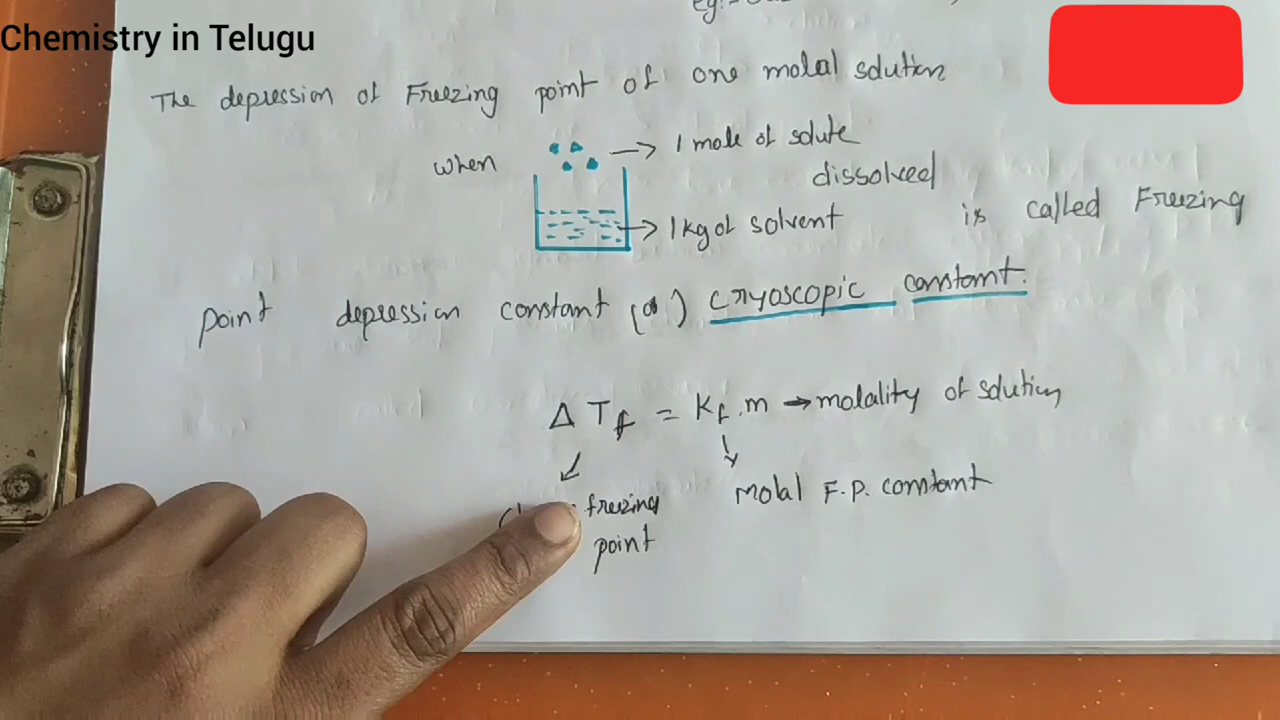 Chemistry in Telugu
The depression of Freezing point of one molal solution
when → 1 mole of solute
dissolved
→ 1kg of solvent is called Freezing
point depression constant (or) cryoscopic constant.
Δ Tf = Kf.m → molality of solution
Molal F.P. constant
freezing
point